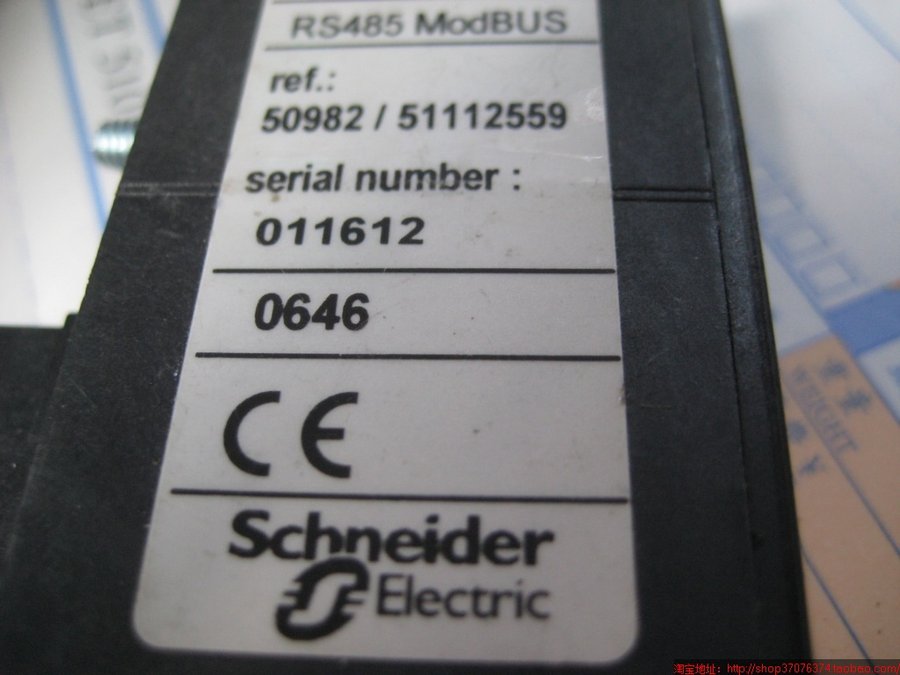 RS485 ModBUS
ref.:
50982 / 51112559
serial number :
011612
0646
CE
Schneider
Electric
WEIGHT
淘宝地址：http://shop37076374.taobao.com/